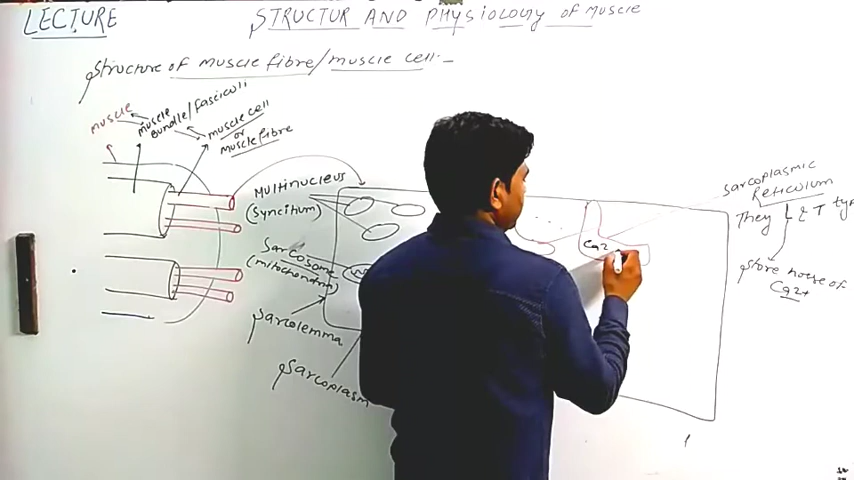 LECTURE
STRUCTUR AND PHYSIOLOGY of MUSCLE
Structure of muscle fibre/muscle cell:-
muscle
muscle
Bundle/fasciculi
muscle cell
or
muscle fibre
Multinucleus
(syncitium)
Sarcosome
(mitochondria)
Sarcolemma
Sarcoplasm
Ca2
Sarcoplasmic
Reticulum
They L & T ty
store house of
Ca2+